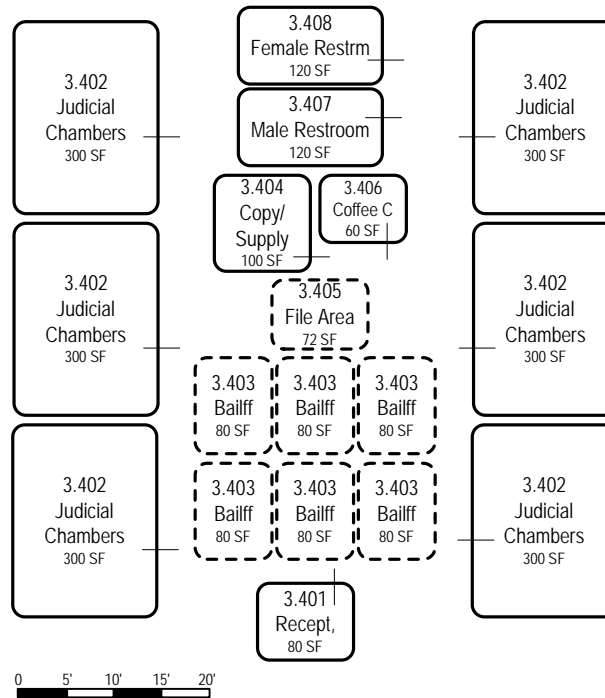 3.408
Female Restrm
120 SF
3.402
Judicial
Chambers
300 SF
3.407
Male Restroom
120 SF
3.402
Judicial
Chambers
300 SF
3.404
Copy/
Supply
100 SF
3.406
Coffee C
60 SF
3.402
Judicial
Chambers
300 SF
3.405
File Area
72 SF
3.402
Judicial
Chambers
300 SF
3.403
Bailff
80 SF
3.403
Bailff
80 SF
3.403
Bailff
80 SF
3.402
Judicial
Chambers
300 SF
3.403
Bailff
80 SF
3.403
Bailff
80 SF
3.403
Bailff
80 SF
3.402
Judicial
Chambers
300 SF
3.401
Recept,
80 SF
0 5' 10' 15' 20'